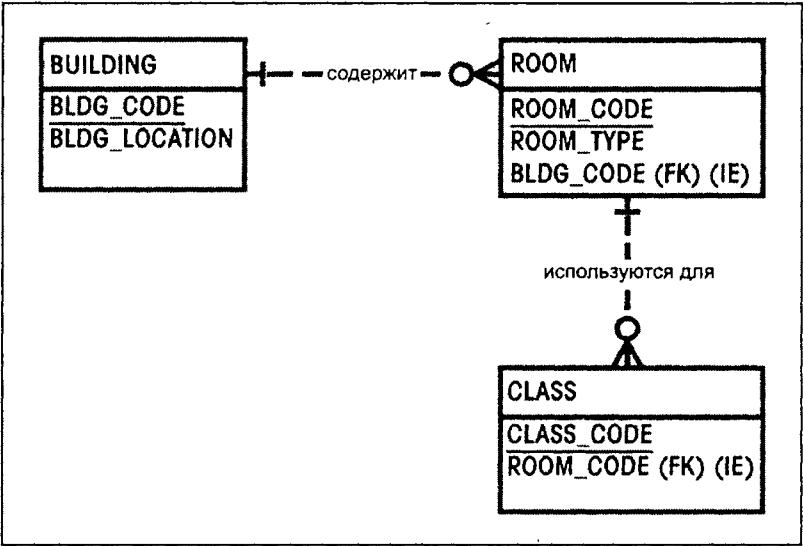 BUILDING
BLDG_CODE
BLDG_LOCATION
содержит
ROOM
ROOM_CODE
ROOM_TYPE
BLDG_CODE (FK) (IE)
используются для
CLASS
CLASS_CODE
ROOM_CODE (FK) (IE)